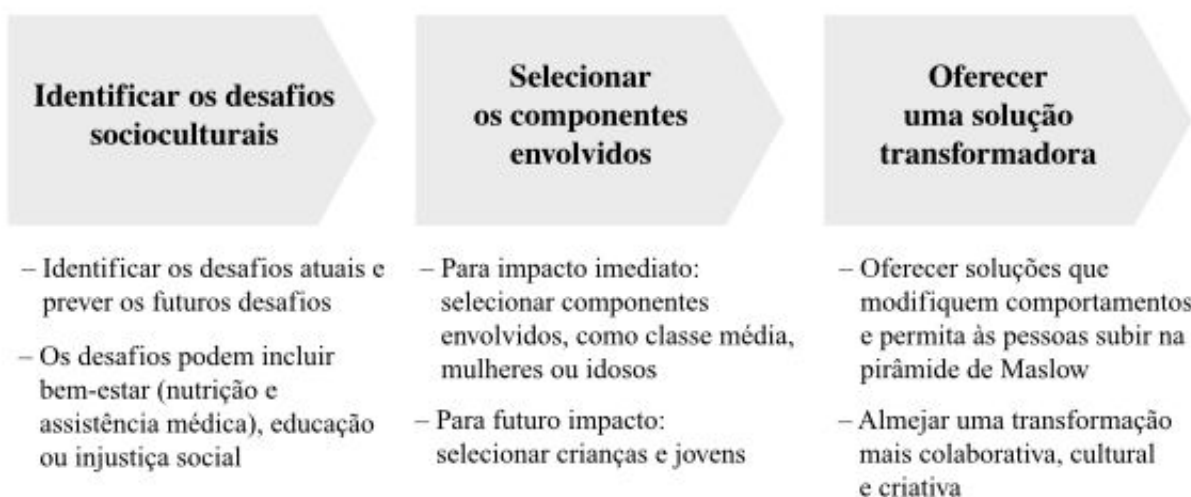 Identificar os desafios
socioculturais
Selecionar
os componentes
envolvidos
Oferecer
uma solução
transformadora
– Identificar os desafios atuais e
prever os futuros desafios
– Os desafios podem incluir
bem-estar (nutrição e
assistência médica), educação
ou injustiça social
– Para impacto imediato:
selecionar componentes
envolvidos, como classe média,
mulheres ou idosos
– Para futuro impacto:
selecionar crianças e jovens
– Oferecer soluções que
modifiquem comportamentos
e permita às pessoas subir na
pirâmide de Maslow
– Almejar uma transformação
mais colaborativa, cultural
e criativa